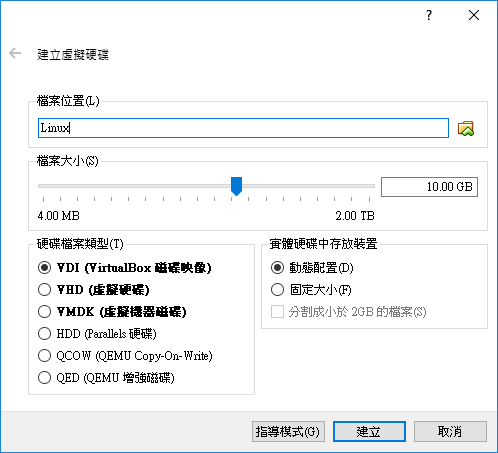 ?
建立虛擬硬碟
檔案位置(L)
Linux
檔案大小(S)
10.00 GB
4.00 MB 2.00 TB
硬碟檔案類型(T)
VDI (VirtualBox 磁碟映像)
VHD (虛擬硬碟)
VMDK (虛擬機器磁碟)
HDD (Parallels 硬碟)
QCOW (QEMU Copy-On-Write)
QED (QEMU 增強磁碟)
實體硬碟中存放裝置
動態配置(D)
固定大小(F)
分割成小於 2GB 的檔案(S)
指導模式(G) 建立 取消